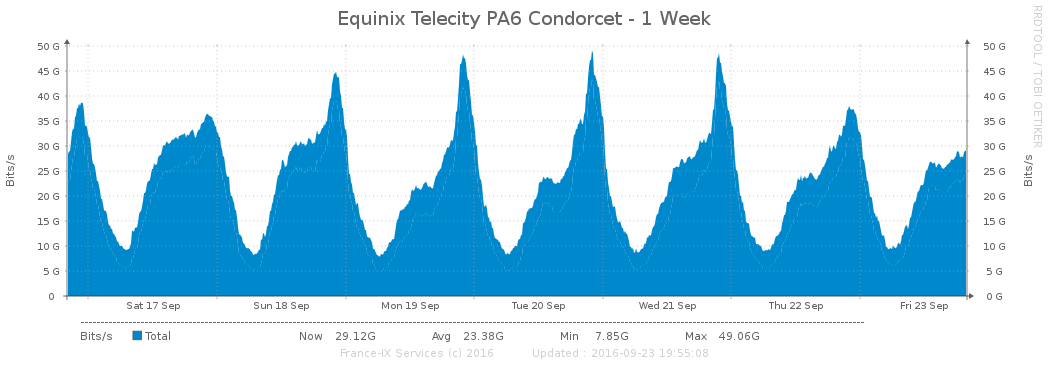 Equinix Telecity PA6 Condorcet - 1 Week
RRDTOOL / TOBI OETIKER
Bits/s
50 G
45 G
40 G
35 G
30 G
25 G
20 G
15 G
10 G
5 G
0
50 G
45 G
40 G
35 G
30 G
25 G
20 G
15 G
10 G
5 G
0 G
Bits/s
Sat 17 Sep Sun 18 Sep Mon 19 Sep Tue 20 Sep Wed 21 Sep Thu 22 Sep Fri 23 Sep
Bits/s Total Now 29.12G Avg 23.38G Min 7.85G Max 49.06G
France-IX Services (c) 2016 Updated : 2016-09-23 19:55:08